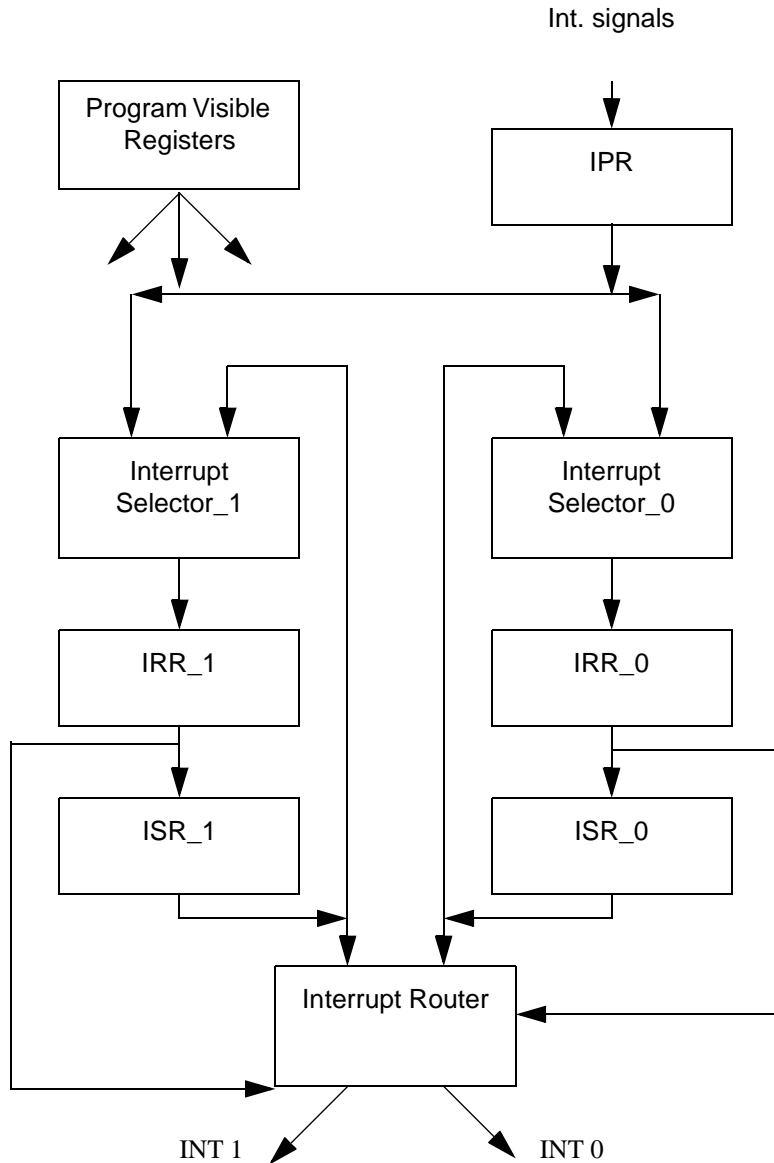 Int. signals
Program Visible
Registers
IPR
Interrupt
Selector_1
Interrupt
Selector_0
IRR_1
IRR_0
ISR_1
ISR_0
Interrupt Router
INT 1
INT 0